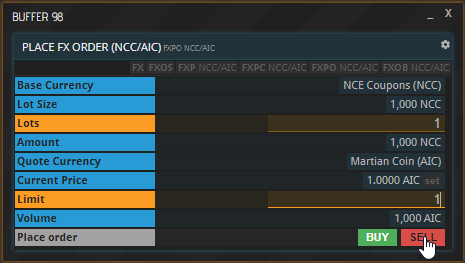 BUFFER 98 _ X
PLACE FX ORDER (NCC/AIC) FXPO NCC/AIC
FX FXOS FXP NCC/AIC FXPC NCC/AIC FXPO NCC/AIC FXOB NCC/AIC
Base Currency NCE Coupons (NCC)
Lot Size 1,000 NCC
Lots 1
Amount 1,000 NCC
Quote Currency Martian Coin (AIC)
Current Price 1.0000 AIC set
Limit 1
Volume 1,000 AIC
Place order BUY SELL